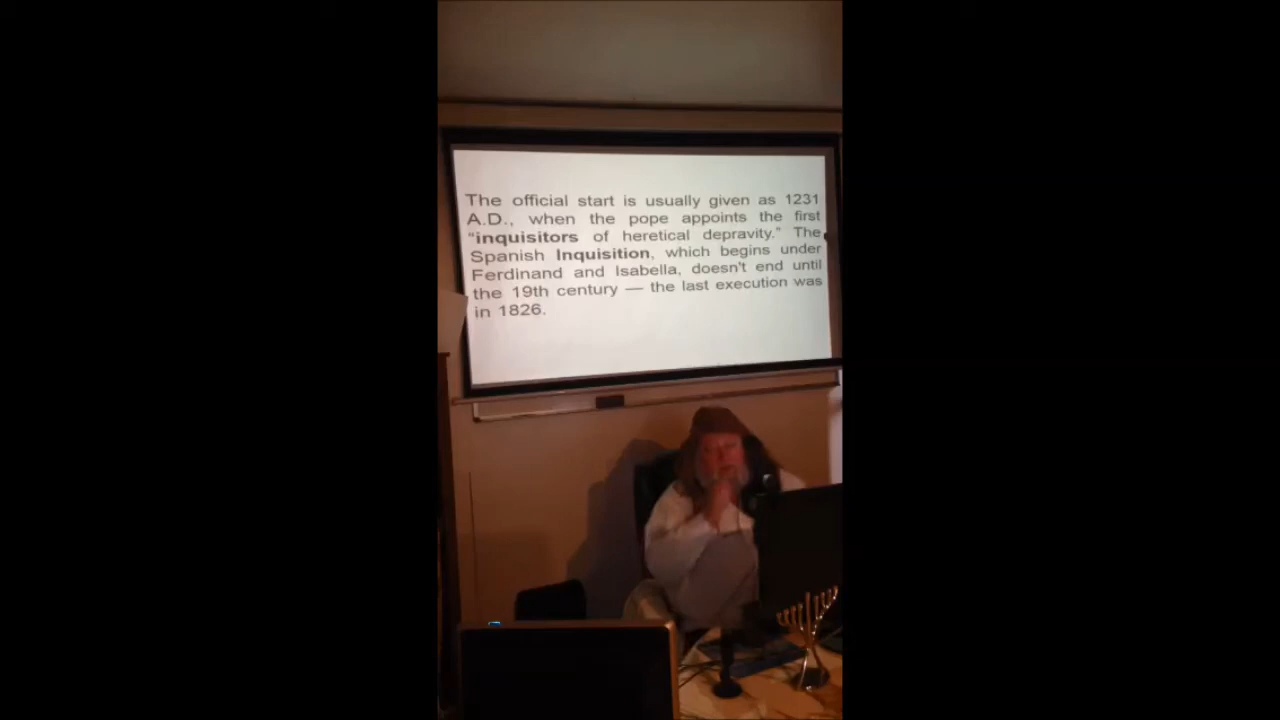 The official start is usually given as 1231
A.D., when the pope appoints the first
“inquisitors of heretical depravity.” The
Spanish Inquisition, which begins under
Ferdinand and Isabella, doesn't end until
the 19th century — the last execution was
in 1826.